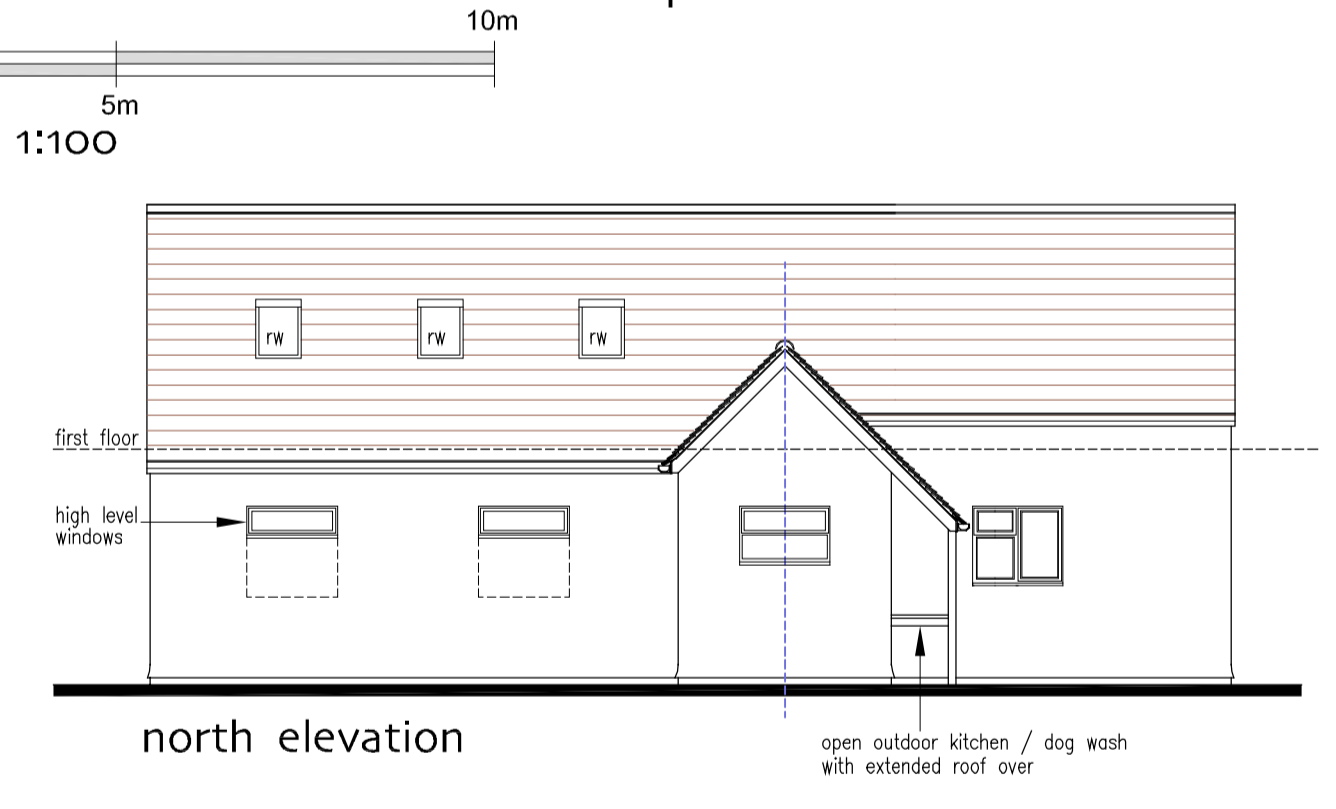 10m
5m
1:100
rw
rw
rw
first floor
high level
windows
north elevation
open outdoor kitchen / dog wash
with extended roof over